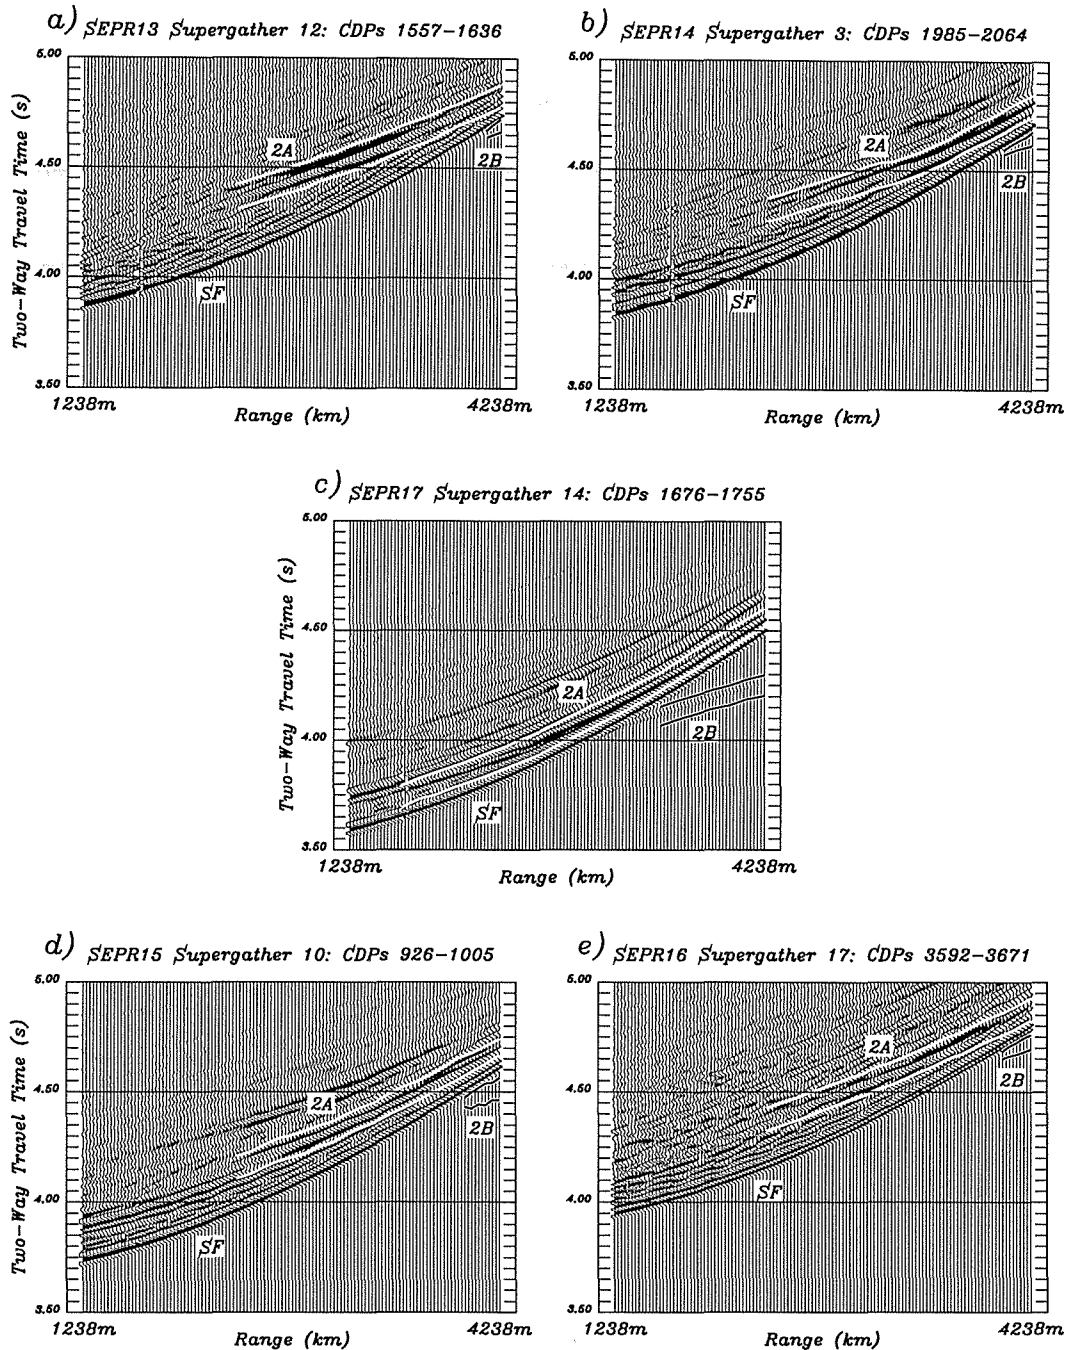 a) SEPR13 Supergather 12: CDPs 1557-1636
5.00
4.50
4.00
3.50
Two-Way Travel Time (s)
2A
2B
SF
1238m
Range (km)
4238m
b) SEPR14 Supergather 3: CDPs 1985-2064
5.00
4.50
4.00
3.50
2A
2B
SF
1238m
Range (km)
4238m
c) SEPR17 Supergather 14: CDPs 1676-1755
5.00
4.50
4.00
3.50
Two-Way Travel Time (s)
2A
2B
SF
1238m
Range (km)
4238m
d) SEPR15 Supergather 10: CDPs 926-1005
5.00
4.50
4.00
3.50
Two-Way Travel Time (s)
2A
2B
SF
1238m
Range (km)
4238m
e) SEPR16 Supergather 17: CDPs 3592-3671
5.00
4.50
4.00
3.50
2A
2B
SF
1238m
Range (km)
4238m